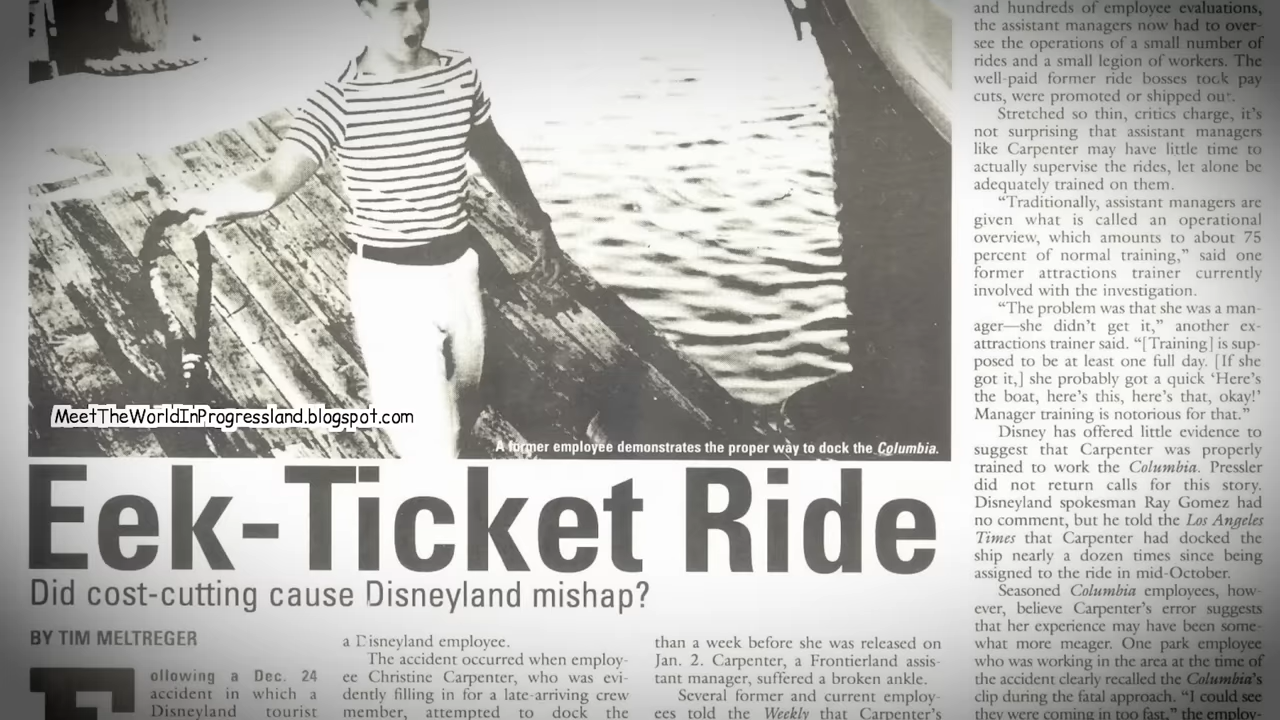 MeetTheWorldInProgressland.blogspot.com
A former employee demonstrates the proper way to dock the Columbia.
Eek-Ticket Ride
Did cost-cutting cause Disneyland mishap?
BY TIM MELTREGER
Following a Dec. 24
accident in which a
Disneyland tourist
a Disneyland employee.
The accident occurred when employ-
ee Christine Carpenter, who was evi-
dently filling in for a late-arriving crew
member, attempted to dock the
than a week before she was released on
Jan. 2. Carpenter, a Frontierland assis-
tant manager, suffered a broken ankle.
Several former and current employ-
ees told the Weekly that Carpenter's
and hundreds of employee evaluations,
the assistant managers now had to over-
see the operations of a small number of
rides and a small legion of workers. The
well-paid former ride bosses took pay
cuts, were promoted or shipped out.
Stretched so thin, critics charge, it's
not surprising that assistant managers
like Carpenter may have little time to
actually supervise the rides, let alone be
adequately trained on them.
“Traditionally, assistant managers are
given what is called an operational
overview, which amounts to about 75
percent of normal training,” said one
former attractions trainer currently
involved with the investigation.
“The problem was that she was a man-
ager—she didn't get it,” another ex-
attractions trainer said. “[Training] is sup-
posed to be at least one full day. [If she
got it,] she probably got a quick ‘Here's
the boat, here's this, here's that, okay!’
Manager training is notorious for that.”
Disney has offered little evidence to
suggest that Carpenter was properly
trained to work the Columbia. Pressler
did not return calls for this story.
Disneyland spokesman Ray Gomez had
no comment, but he told the Los Angeles
Times that Carpenter had docked the
ship nearly a dozen times since being
assigned to the ride in mid-October.
Seasoned Columbia employees, how-
ever, believe Carpenter's error suggests
that her experience may have been some-
what more meager. One park employee
who was working in the area at the time of
the accident clearly recalled the Columbia's
clip during the fatal approach. “I could see
they were coming in too fast,” the employ-